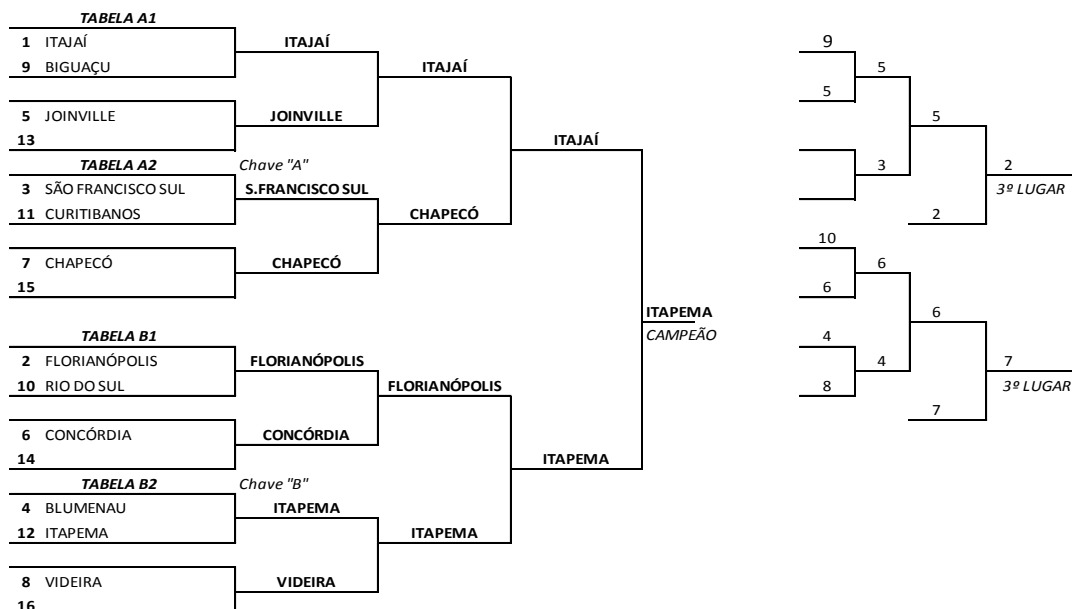 TABELA A1
1 ITAJAÍ
9 BIGUAÇU
5 JOINVILLE
13
TABELA A2
3 SÃO FRANCISCO SUL
11 CURITIBANOS
7 CHAPECÓ
15
TABELA B1
2 FLORIANÓPOLIS
10 RIO DO SUL
6 CONCÓRDIA
14
TABELA B2
4 BLUMENAU
12 ITAPEMA
8 VIDEIRA
16
ITAJAÍ
JOINVILLE
Chave "A"
S.FRANCISCO SUL
CHAPECÓ
FLORIANÓPOLIS
CONCÓRDIA
Chave "B"
ITAPEMA
VIDEIRA
ITAJAÍ
CHAPECÓ
FLORIANÓPOLIS
ITAPEMA
ITAJAÍ
ITAPEMA
ITAPEMA
CAMPEÃO
9
5
5
3
5
2
2
3º LUGAR
10
6
6
4
8
4
6
7
7
3º LUGAR